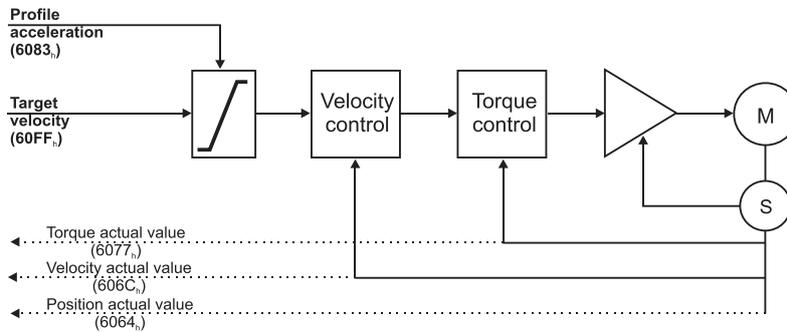 Profile
acceleration
(6083h)
Target
velocity
(60FFh)
Velocity
control
Torque
control
M
S
Torque actual value
(6077h)
Velocity actual value
(606Ch)
Position actual value
(6064h)